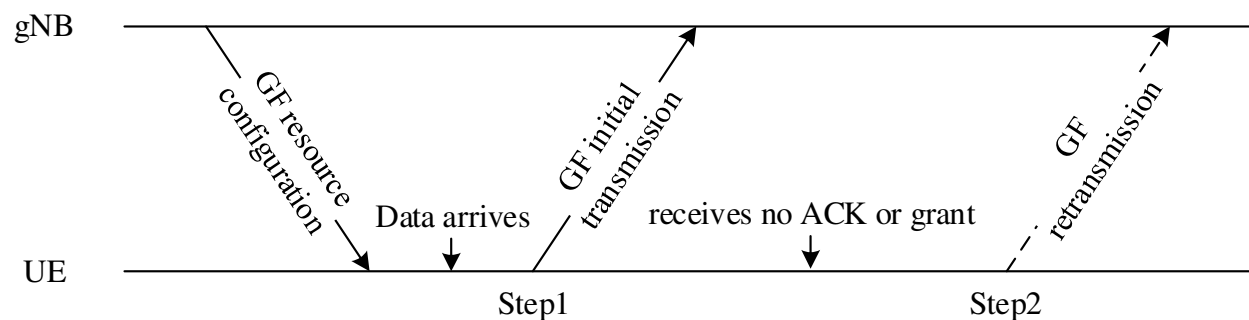 gNB
GF resource
configuration
GF initial
transmission
GF
retransmission
Data arrives
receives no ACK or grant
UE
Step1
Step2